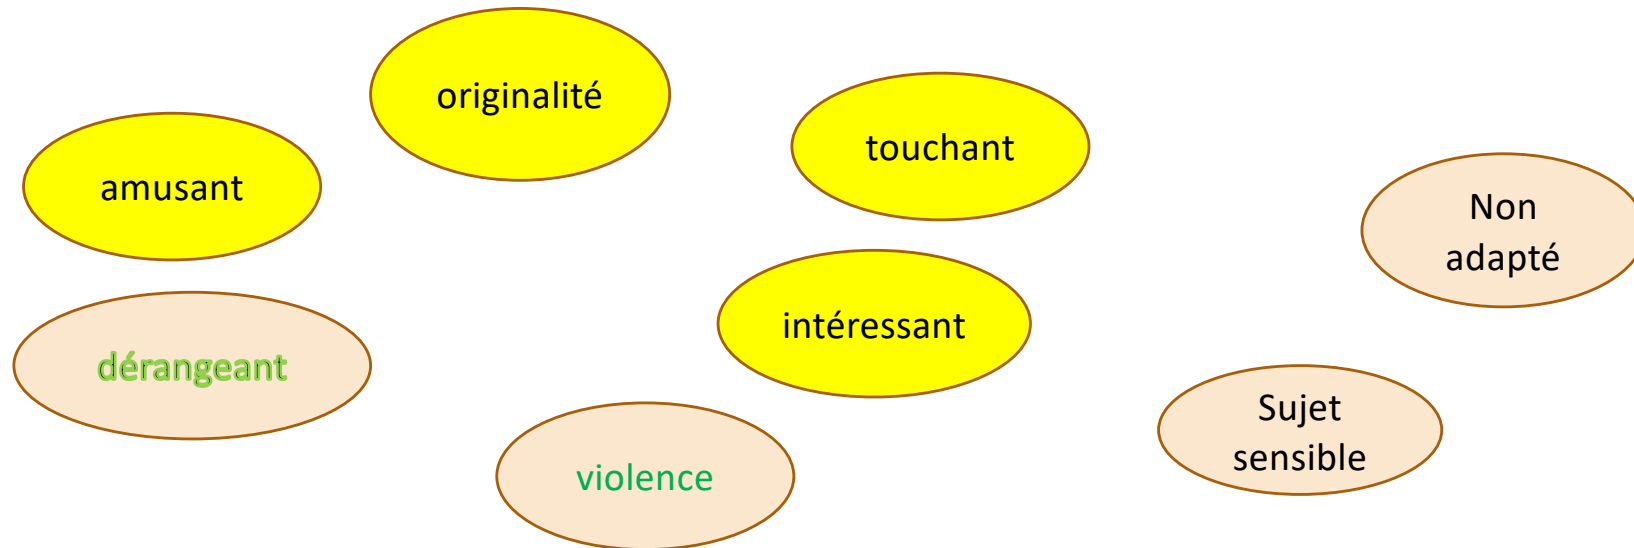 originalité
touchant
amusant
Non
adapté
intéressant
dérangeant
Sujet
sensible
violence